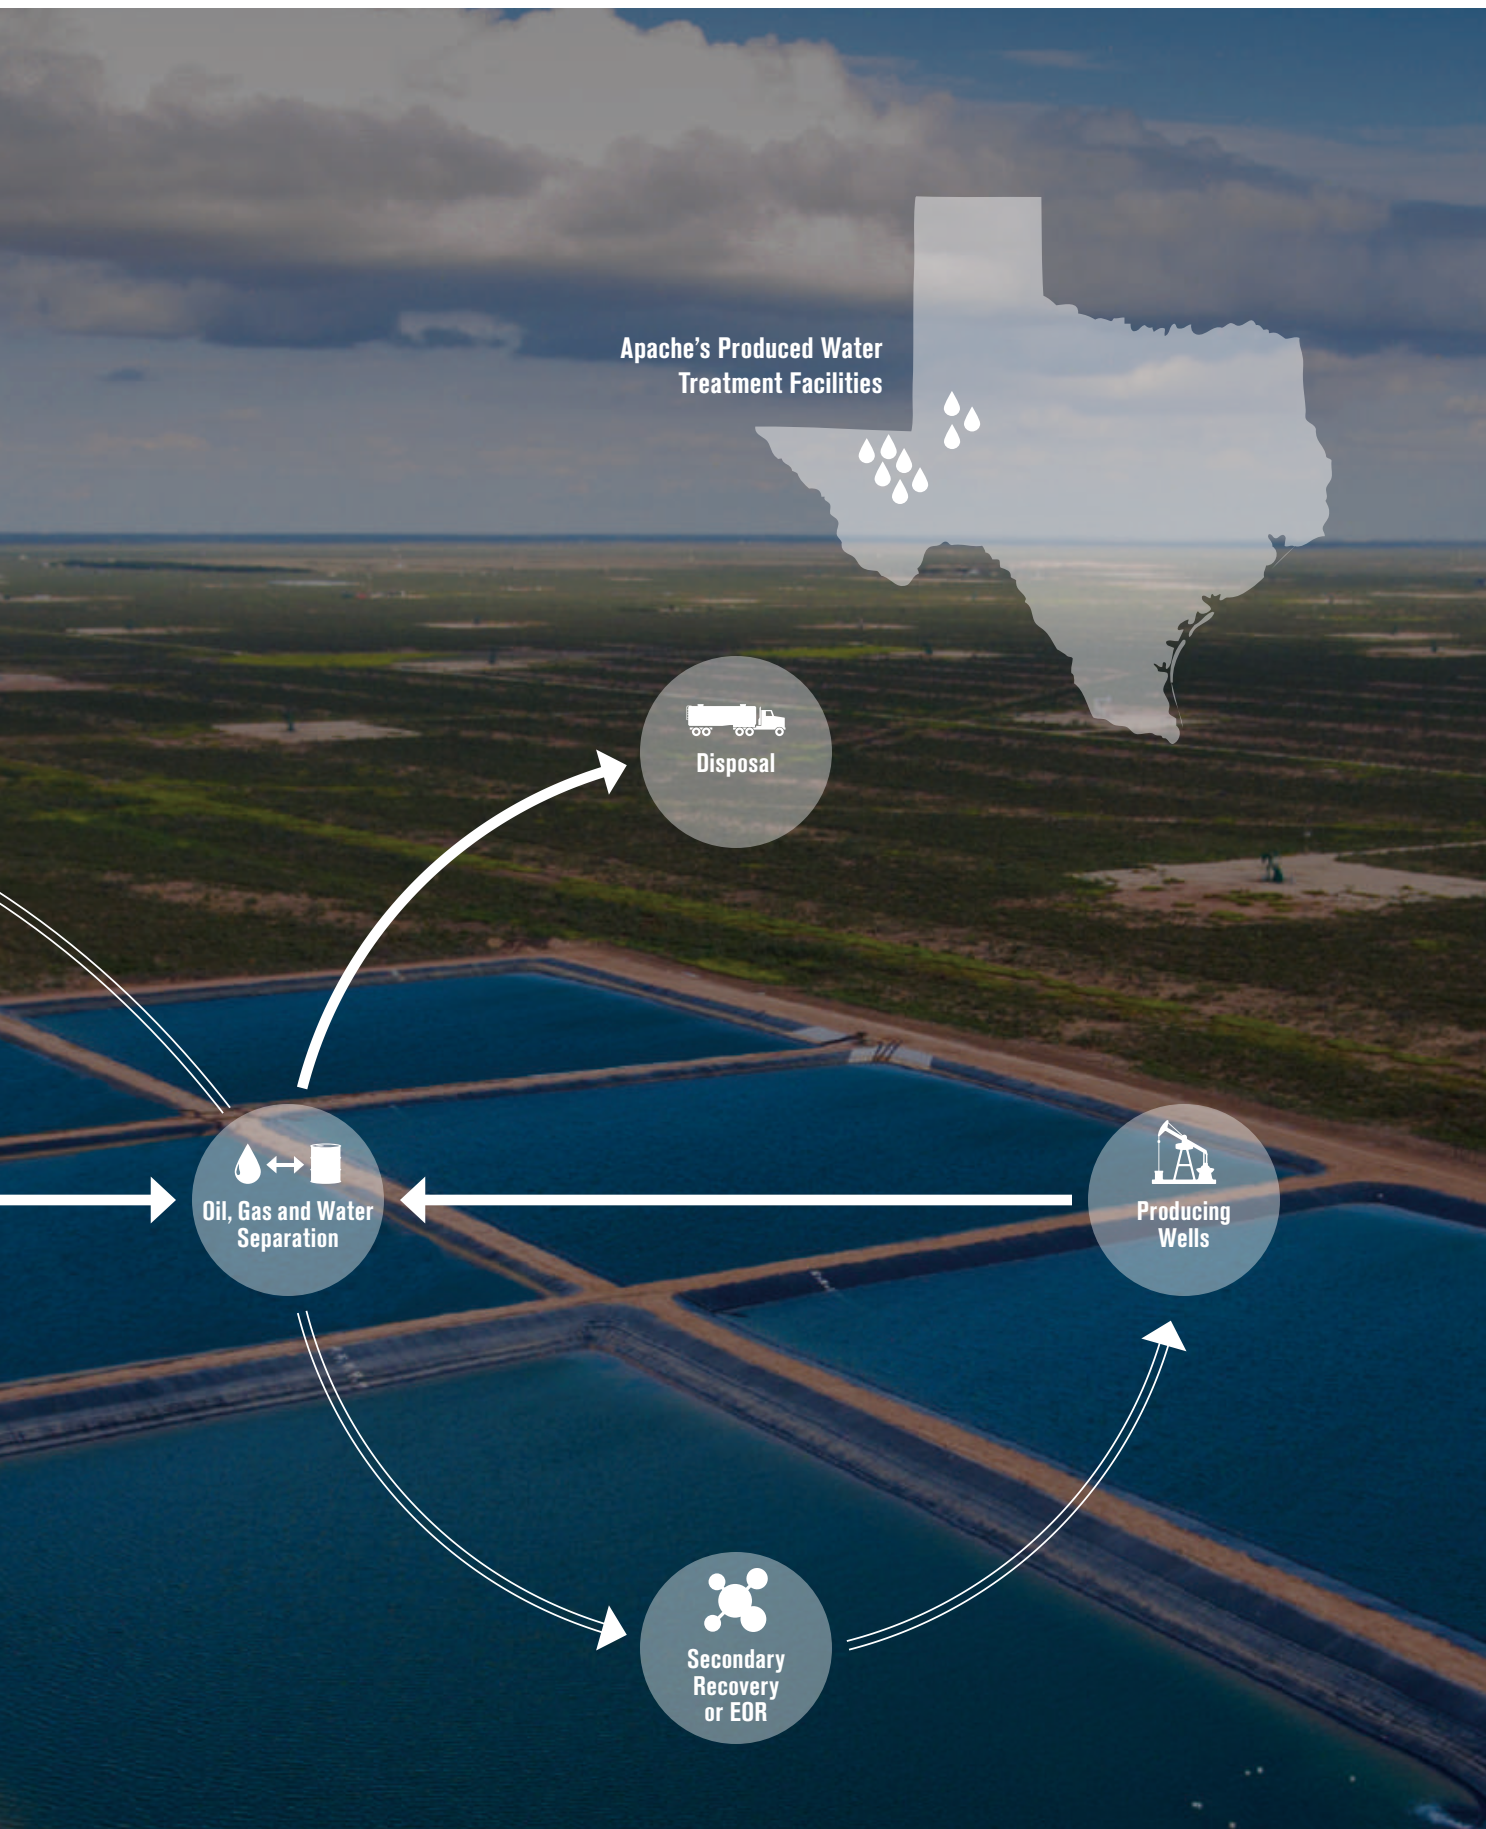 Apache’s Produced Water
Treatment Facilities
Disposal
Oil, Gas and Water
Separation
Producing
Wells
Secondary
Recovery
or EOR